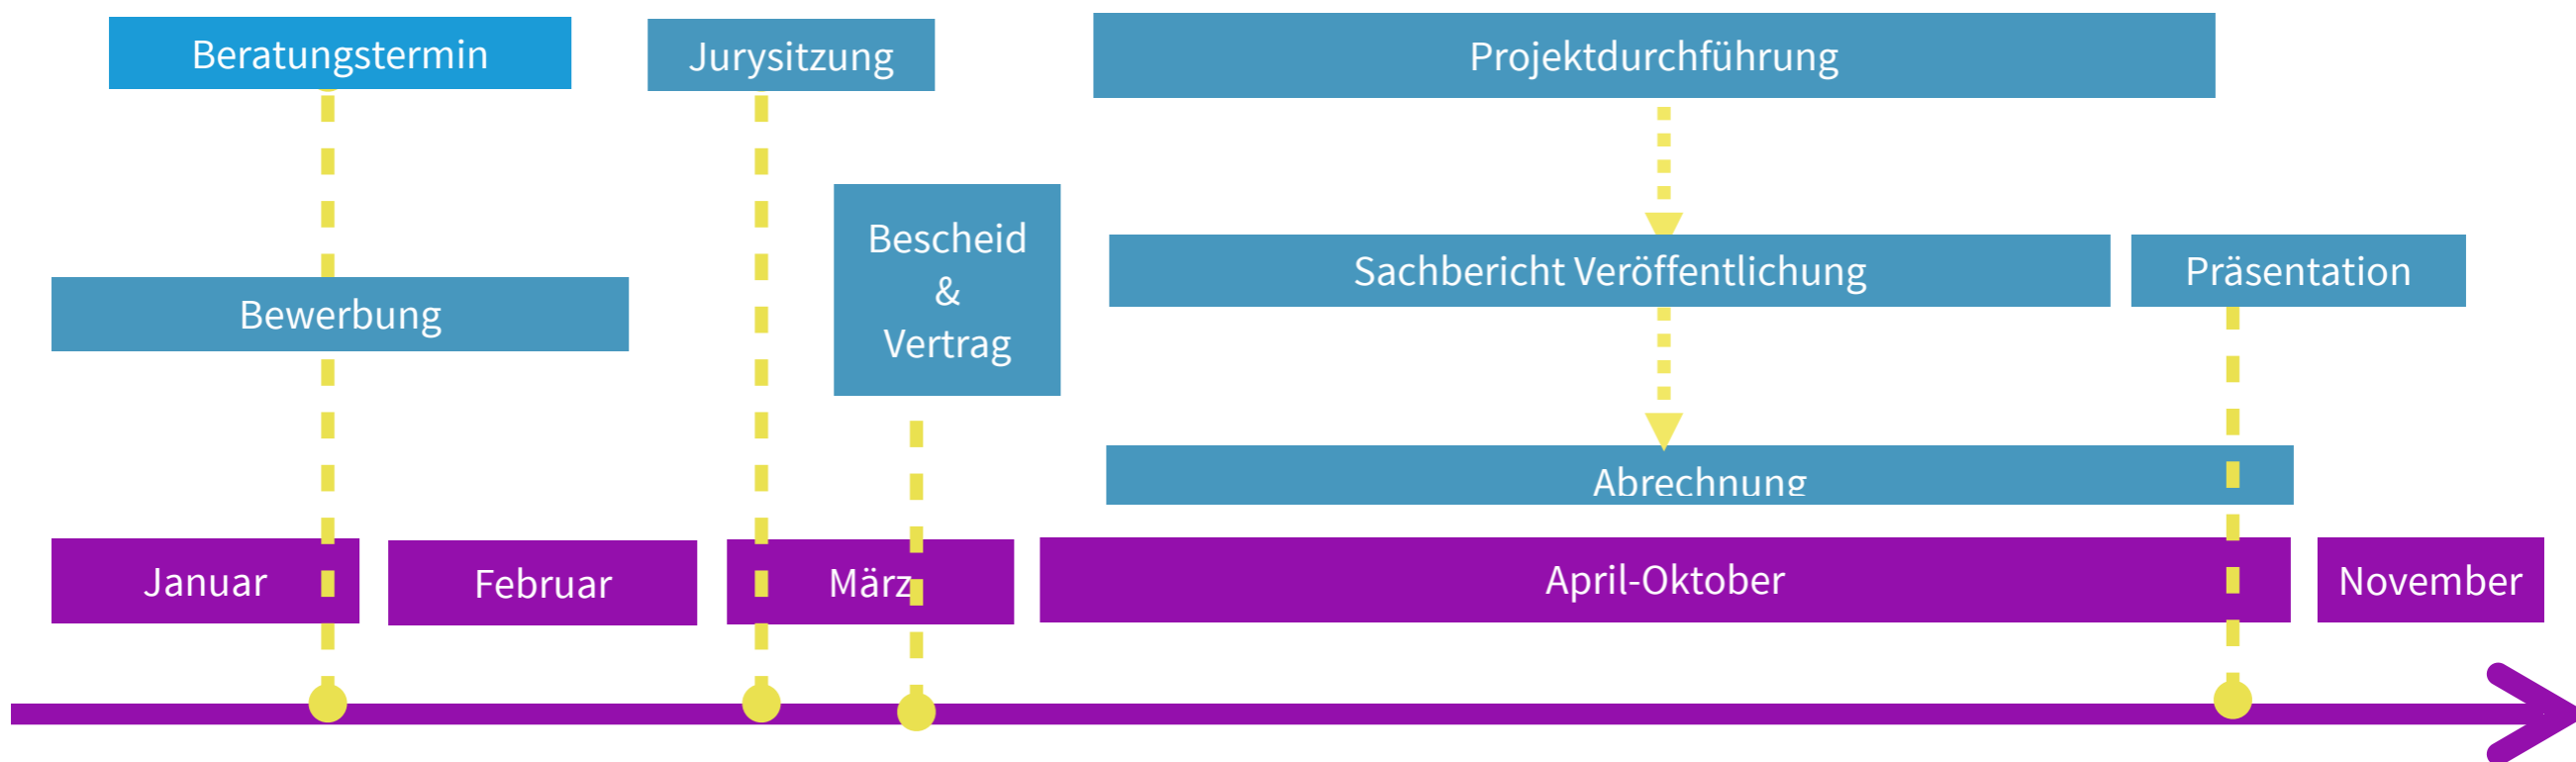 Beratungstermin
Jurysitzung
Projektdurchführung
Bescheid
&
Vertrag
Sachbericht Veröffentlichung
Präsentation
Bewerbung
Abrechnung
Januar
Februar
März
April-Oktober
November